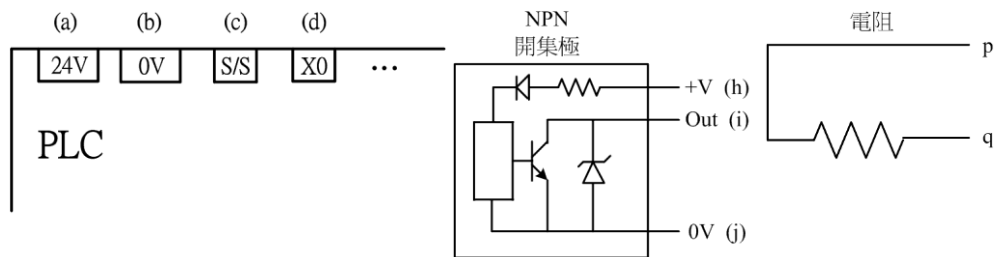 (a) (b) (c) (d)
24V 0V S/S X0 ...
PLC
NPN
開集極
+V (h)
Out (i)
0V (j)
電阻
p
q